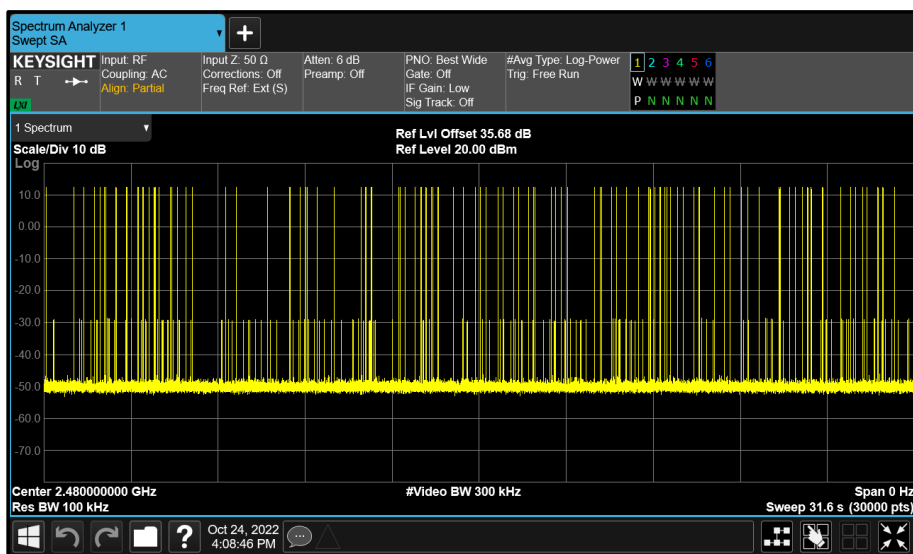 Spectrum Analyzer 1
Swept SA
+
KEYSIGHT
R T
LXI
Input: RF
Coupling: AC
Align: Partial
Input Z: 50 Ω
Corrections: Off
Freq Ref: Ext (S)
Atten: 6 dB
Preamp: Off
PNO: Best Wide
Gate: Off
IF Gain: Low
Sig Track: Off
#Avg Type: Log-Power
Trig: Free Run
1 2 3 4 5 6
W W W W W W
P N N N N N
1 Spectrum
Scale/Div 10 dB
Ref Lvl Offset 35.68 dB
Ref Level 20.00 dBm
Log
10.0
0.00
-10.0
-20.0
-30.0
-40.0
-50.0
-60.0
-70.0
Center 2.480000000 GHz
#Video BW 300 kHz
Span 0 Hz
Res BW 100 kHz
Sweep 31.6 s (30000 pts)
?
Oct 24, 2022
4:08:46 PM